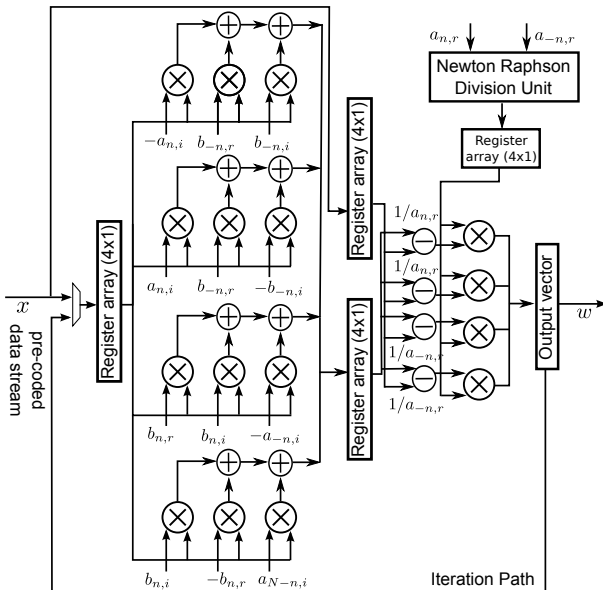 a_{n,r} a_{-n,r}
Newton Raphson
Division Unit
Register
array (4x1)
-a_{n,i} b_{-n,r} b_{-n,i}
Register array (4x1)
a_{n,i} b_{-n,r} -b_{-n,i}
Register array (4x1)
x
pre-coded
data stream
b_{n,r} b_{n,i} -a_{-n,i}
Register array (4x1)
b_{n,i} -b_{n,r} a_{N-n,i}
1/a_{n,r}
1/a_{n,r}
1/a_{-n,r}
1/a_{-n,r}
Output vector
w
Iteration Path